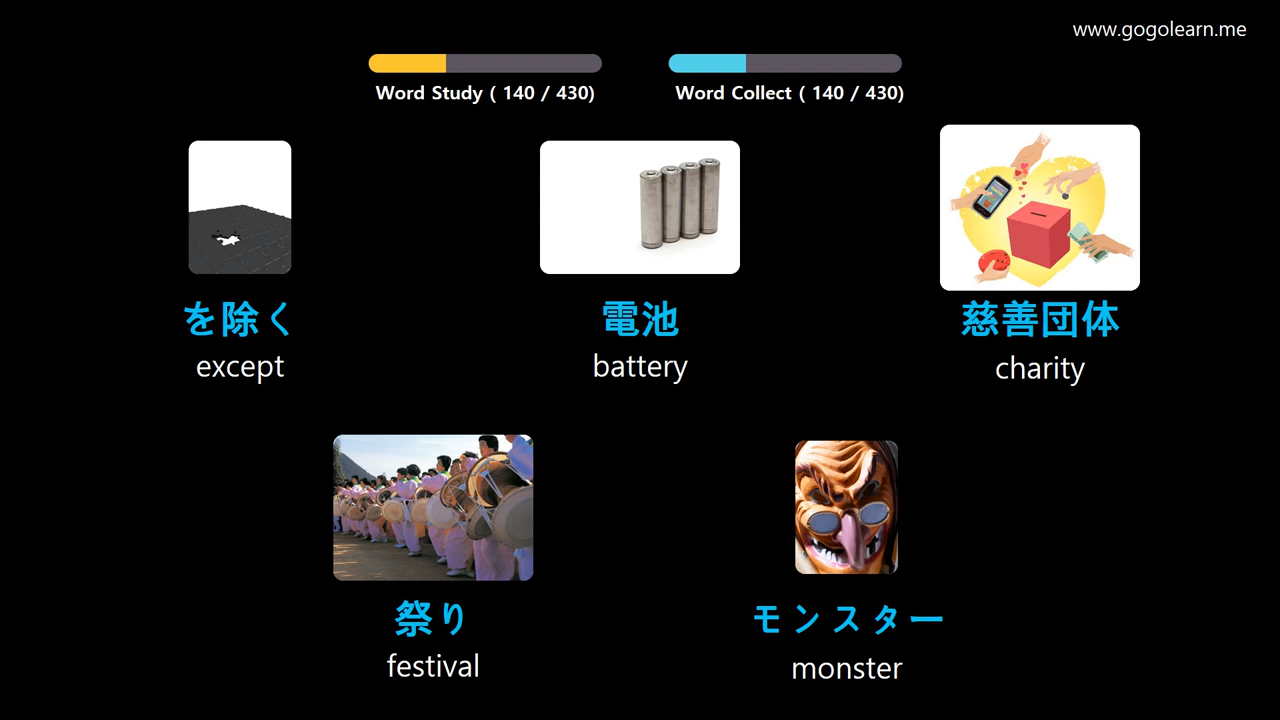 www.gogolearn.me
Word Study ( 140 / 430)
Word Collect ( 140 / 430)
を除く
except
電池
battery
慈善団体
charity
祭り
festival
モンスター
monster